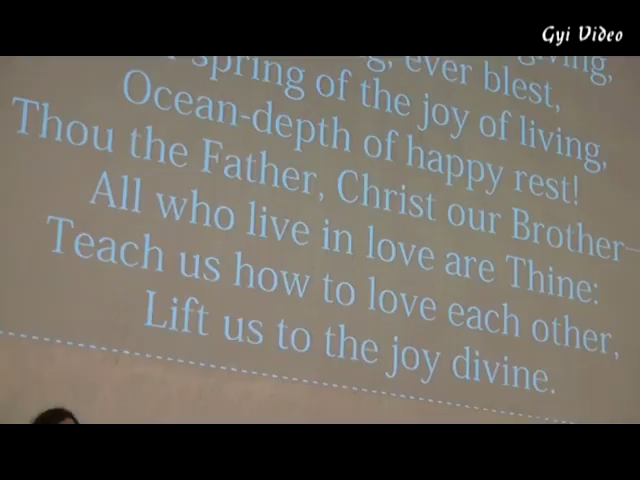 Gyi Video
giving,
ever blest,
spring of the joy of living,
Ocean-depth of happy rest!
Thou the Father, Christ our Brother—
All who live in love are Thine:
Teach us how to love each other,
Lift us to the joy divine.